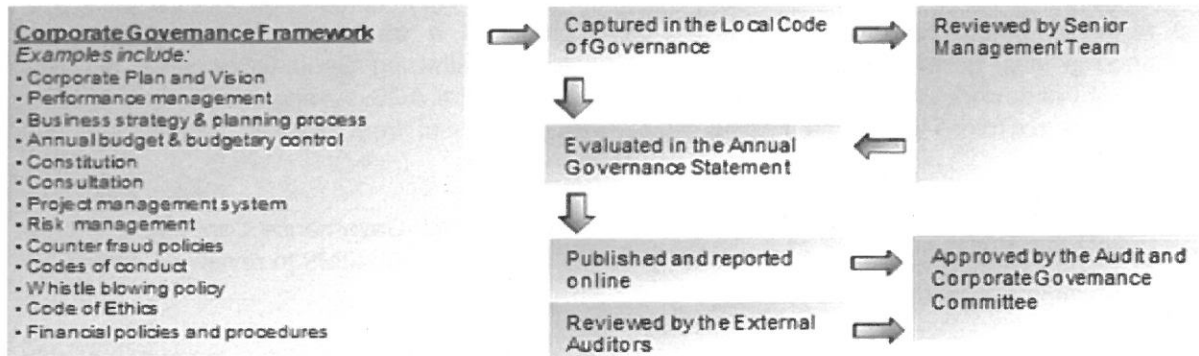 Corporate Governance Framework
Examples include:
• Corporate Plan and Vision
• Performance management
• Business strategy & planning process
• Annual budget & budgetary control
• Constitution
• Consultation
• Project management system
• Risk management
• Counter fraud policies
• Codes of conduct
• Whistle blowing policy
• Code of Ethics
• Financial policies and procedures
Captured in the Local Code
of Governance
Reviewed by Senior
Management Team
Evaluated in the Annual
Governance Statement
Published and reported
online
Approved by the Audit and
Corporate Governance
Committee
Reviewed by the External
Auditors